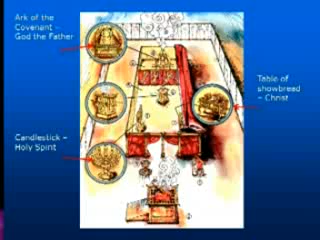 Ark of the
Covenant –
God the Father
Table of
showbread
– Christ
Candlestick –
Holy Spirit